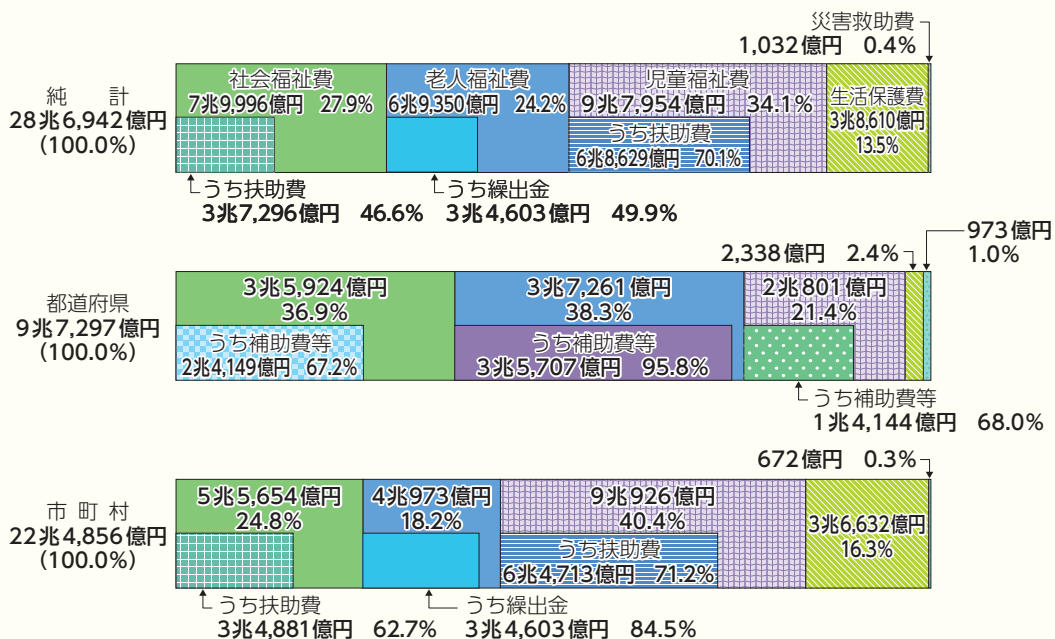 災害救助費
1,032億円 0.4%
純計
28兆6,942億円
(100.0%)
社会福祉費
7兆9,996億円 27.9%
老人福祉費
6兆9,350億円 24.2%
児童福祉費
9兆7,954億円 34.1%
うち扶助費
6兆8,629億円 70.1%
生活保護費
3兆8,610億円
13.5%
うち扶助費
3兆7,296億円 46.6%
うち繰出金
3兆4,603億円 49.9%
2,338億円 2.4%
973億円
1.0%
都道府県
9兆7,297億円
(100.0%)
3兆5,924億円
36.9%
うち補助費等
2兆4,149億円 67.2%
3兆7,261億円
38.3%
うち補助費等
3兆5,707億円 95.8%
2兆801億円
21.4%
うち補助費等
1兆4,144億円 68.0%
672億円 0.3%
市町村
22兆4,856億円
(100.0%)
5兆5,654億円
24.8%
4兆973億円
18.2%
9兆926億円
40.4%
うち扶助費
6兆4,713億円 71.2%
3兆6,632億円
16.3%
うち扶助費
3兆4,881億円 62.7%
うち繰出金
3兆4,603億円 84.5%